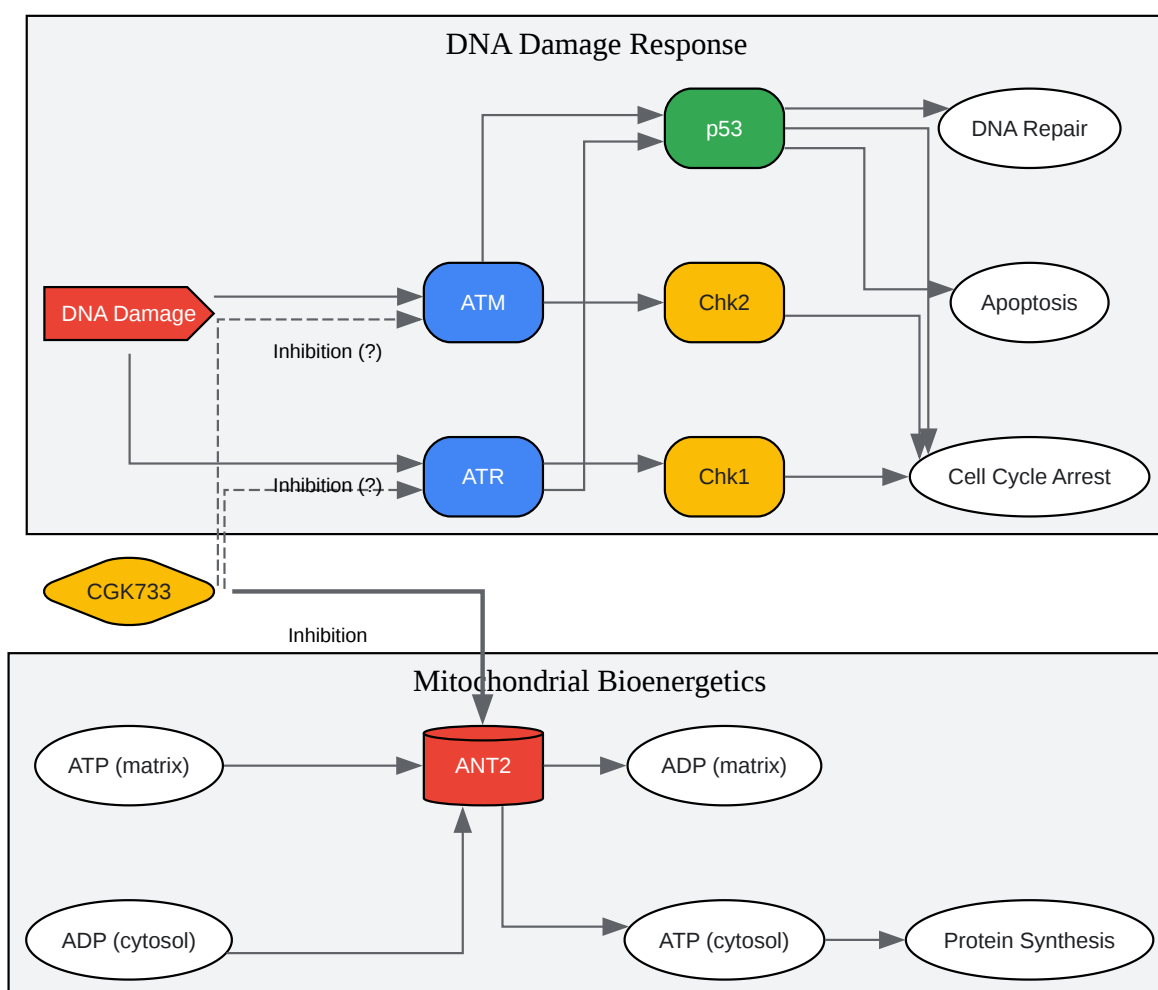 DNA Damage Response
p53
DNA Repair
DNA Damage
ATM
Chk2
Apoptosis
Inhibition (?)
ATR
Chk1
Cell Cycle Arrest
Inhibition (?)
CGK733
Inhibition
Mitochondrial Bioenergetics
ATP (matrix)
ANT2
ADP (matrix)
ADP (cytosol)
ATP (cytosol)
Protein Synthesis